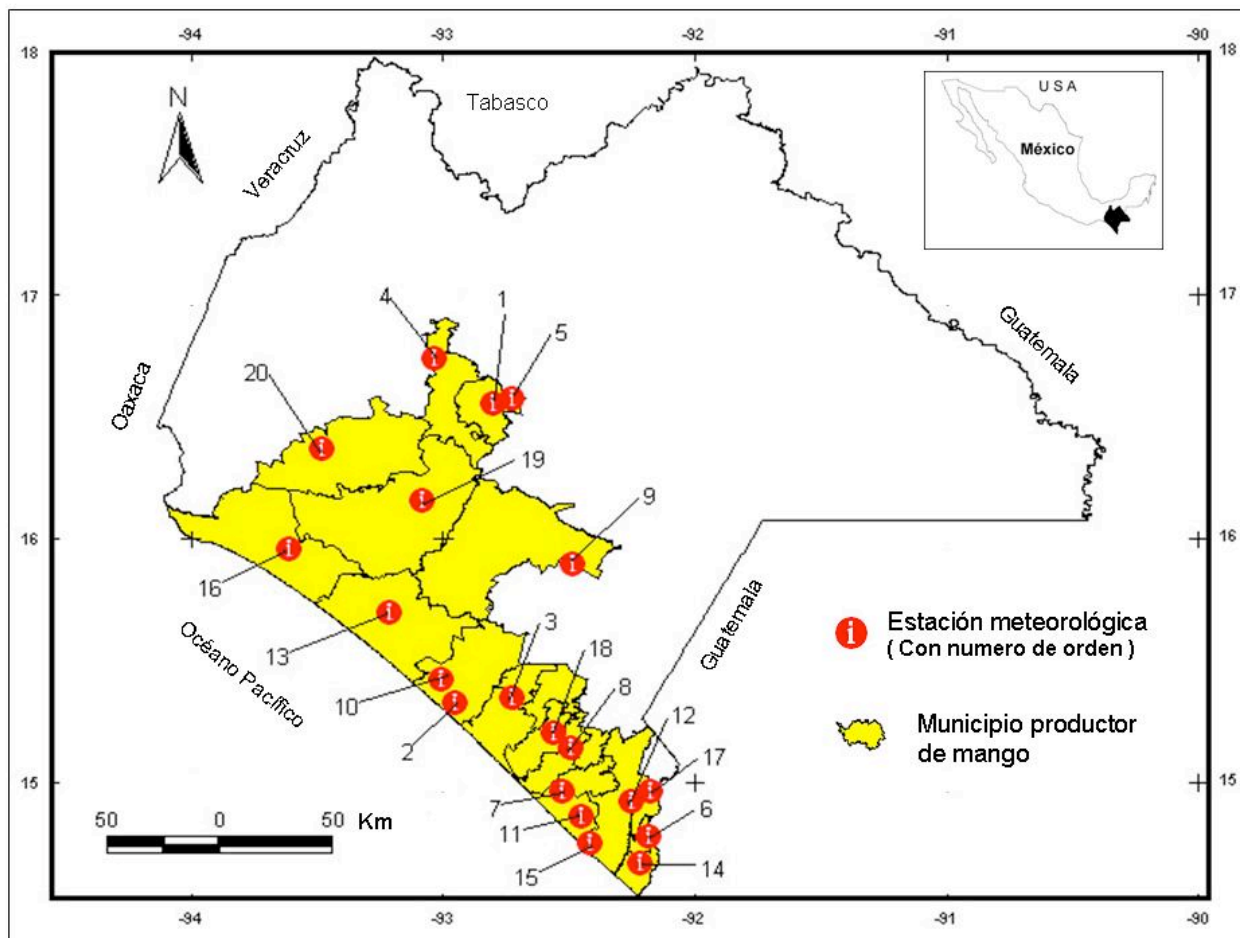 -94
-93
-92
-91
-90
18
18
N
Tabasco
Veracruz
U S A
México
17
17
4
1
5
Guatemala
Oaxaca
20
19
9
16
16
16
Guatemala
Estación meteorológica
( Con numero de orden )
3
18
Océano Pacífico
13
8
10
12
Municipio productor
de mango
2
17
15
15
7
6
11
50
0
50
Km
15
14
-94
-93
-92
-91
-90